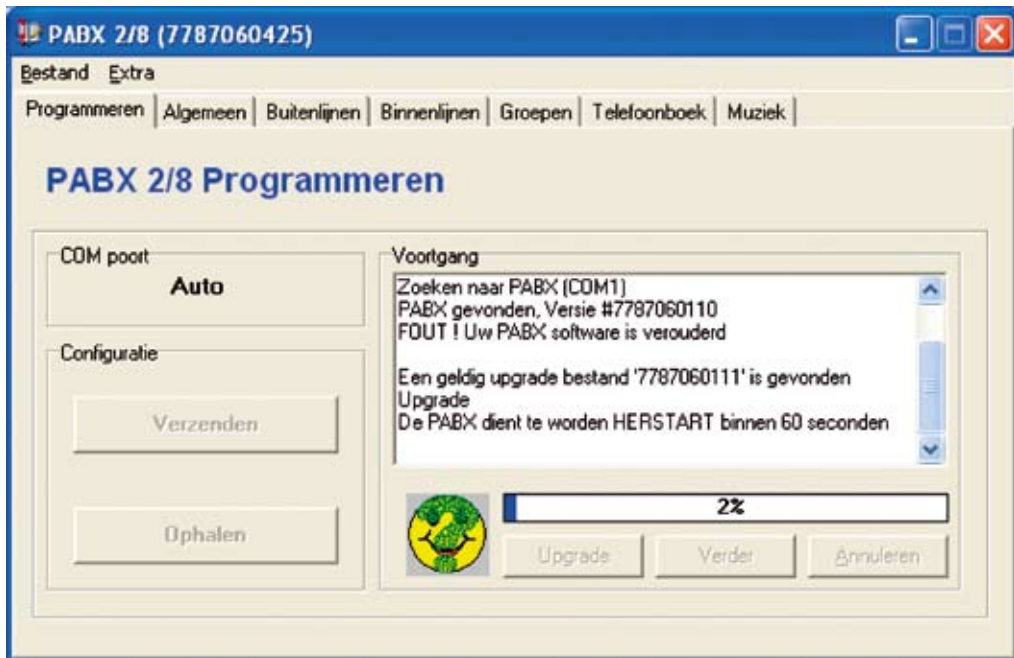 PABX 2/8 (7787060425)
Bestand Extra
Programmeren Algemeen Buitenlijnen Binnenlijnen Groepen Telefoonboek Muziek
PABX 2/8 Programmeren
COM poort
Auto
Configuratie
Verzenden
Ophalen
Voortgang
Zoeken naar PABX (COM1)
PABX gevonden, Versie #7787060110
FOUT ! Uw PABX software is verouderd
Een geldig upgrade bestand '7787060111' is gevonden
Upgrade
De PABX dient te worden HERSTART binnen 60 seconden
2%
Upgrade Verder Annuleren